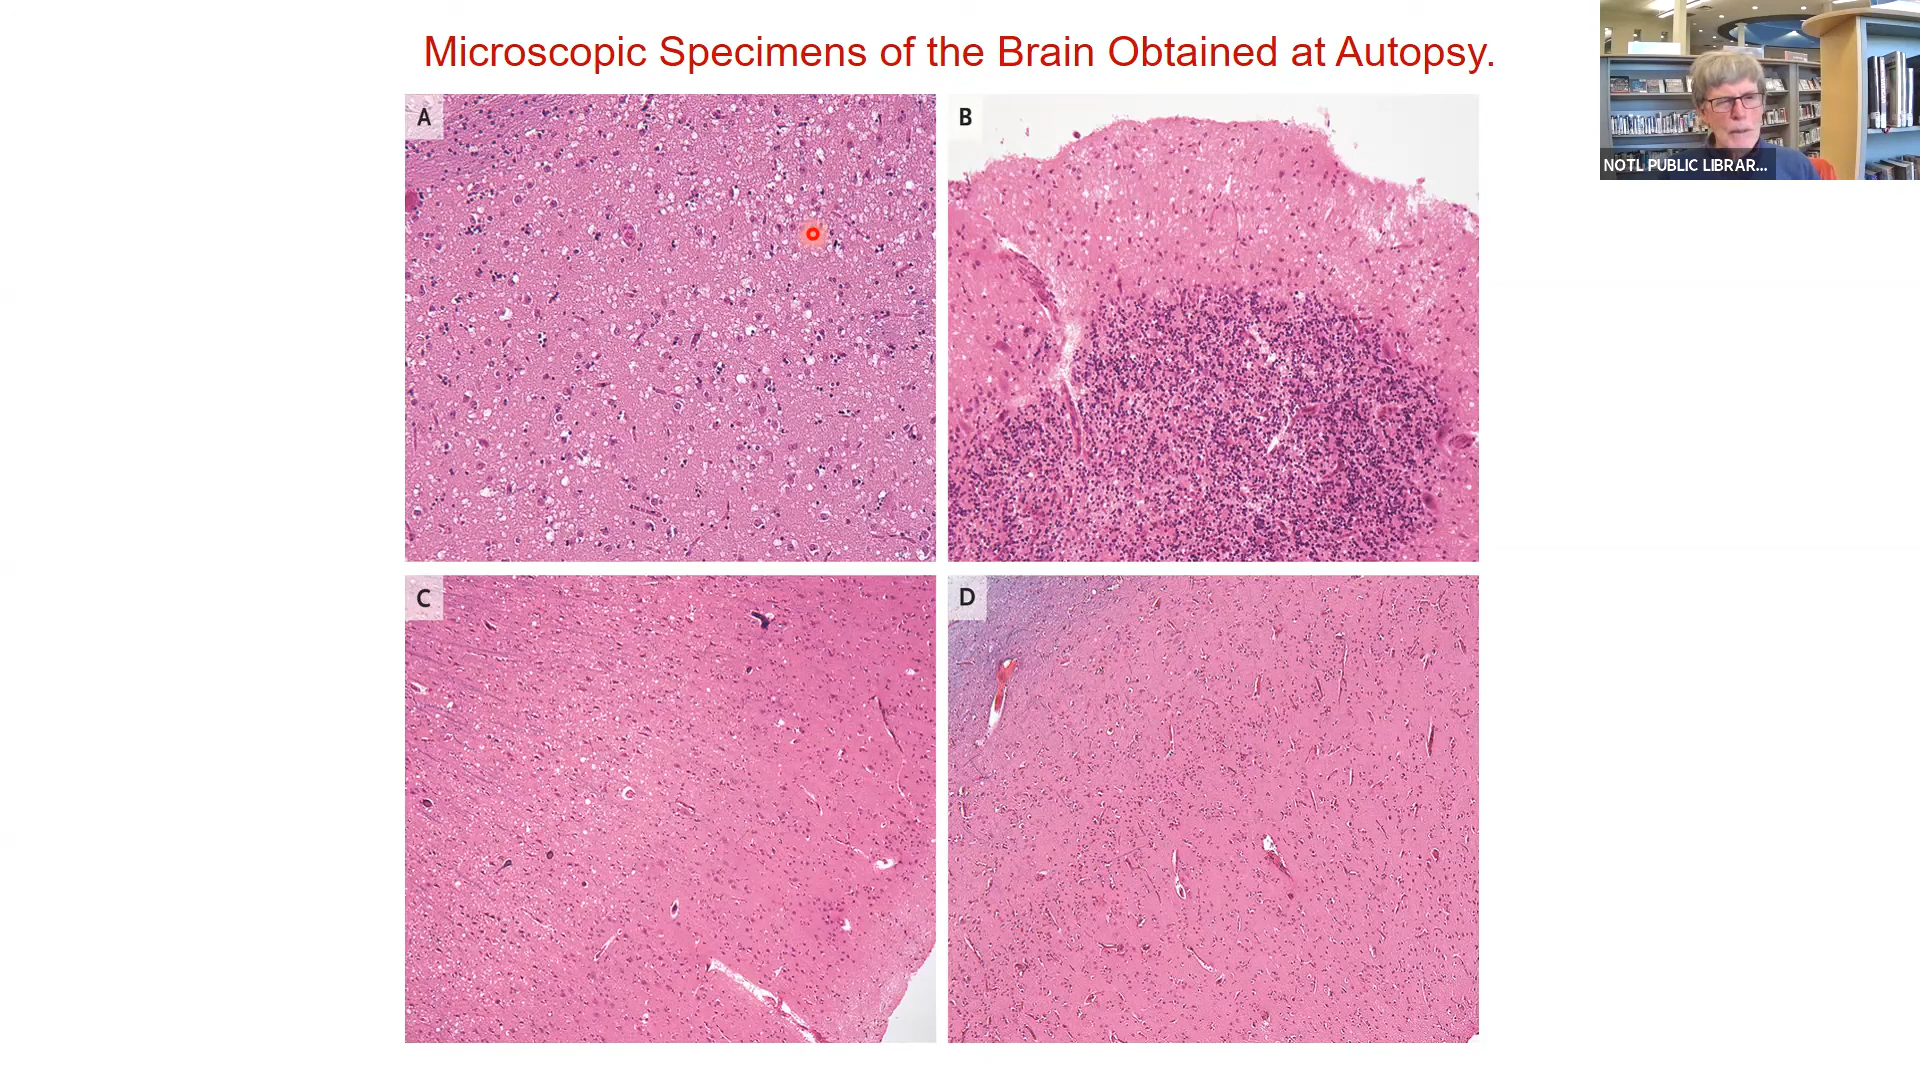 Microscopic Specimens of the Brain Obtained at Autopsy.
A
B
NOTL PUBLIC LIBRAR...
C
D